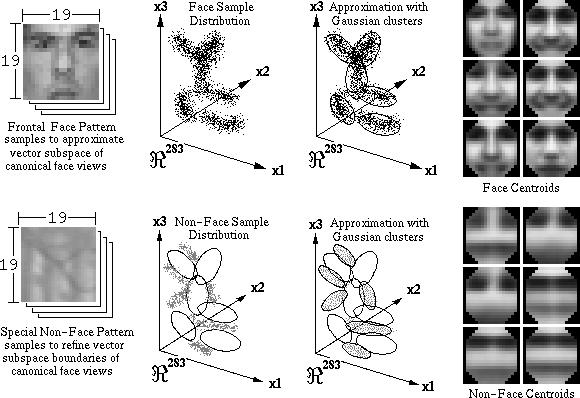 19
19
Frontal Face Pattern
samples to approximate
vector subspace of
canonical face views
Face Sample
Distribution
x3
x2
x1
ℜ283
Approximation with
Gaussian clusters
x3
x2
x1
ℜ283
Face Centroids
19
19
Special Non-Face Pattern
samples to refine vector
subspace boundaries of
canonical face views
Non-Face Sample
Distribution
x3
x2
x1
ℜ283
Approximation with
Gaussian clusters
x3
x2
x1
ℜ283
Non-Face Centroids